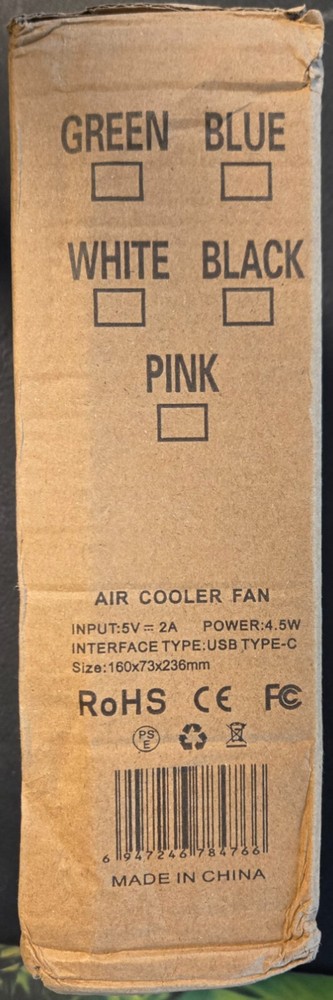 GREEN BLUE
WHITE BLACK
PINK
AIR COOLER FAN
INPUT:5V⎓2A POWER:4.5W
INTERFACE TYPE:USB TYPE-C
Size:160x73x236mm
RoHS CE FC
PS
E
6 947246 784766
MADE IN CHINA